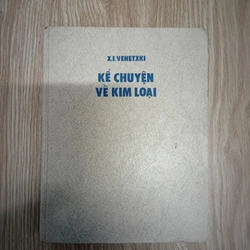 X.I.VENETXKI
KỂ CHUYỆN
VỀ KIM LOẠI